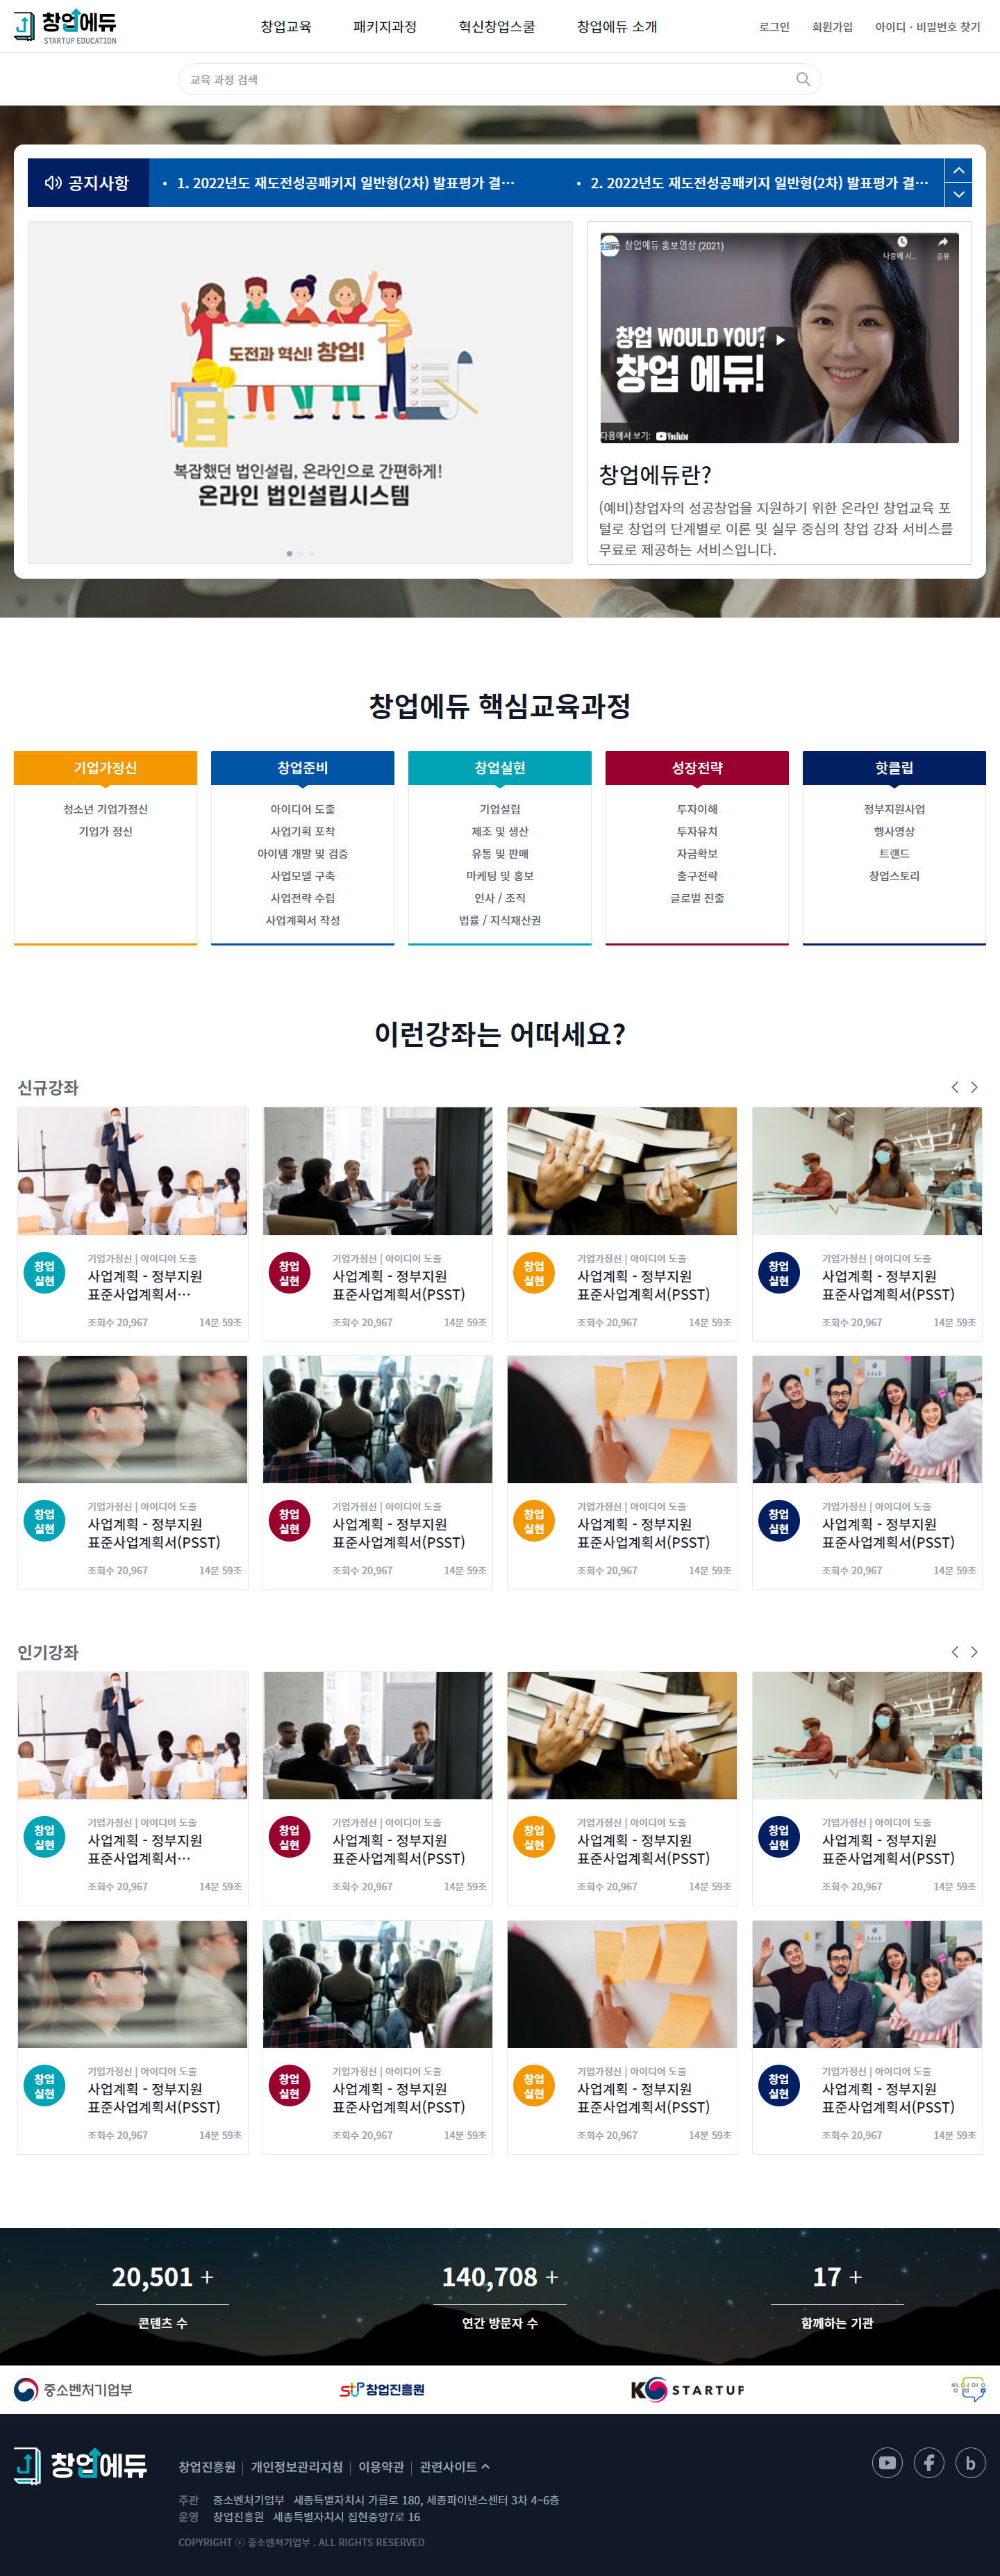 창업에듀
STARTUP EDUCATION
창업교육 패키지과정 혁신창업스쿨 창업에듀 소개
로그인 회원가입 아이디 · 비밀번호 찾기
교육 과정 검색
공지사항
• 1. 2022년도 재도전성공패키지 일반형(2차) 발표평가 결…
• 2. 2022년도 재도전성공패키지 일반형(2차) 발표평가 결…
도전과 혁신! 창업!
복잡했던 법인설립, 온라인으로 간편하게!
온라인 법인설립시스템
창업에듀 홍보영상 (2021)
나중에 시...
공유
창업 WOULD YOU?
창업 에듀!
다음에서 보기: YouTube
창업에듀란?
(예비)창업자의 성공창업을 지원하기 위한 온라인 창업교육 포
털로 창업의 단계별로 이론 및 실무 중심의 창업 강좌 서비스를
무료로 제공하는 서비스입니다.
창업에듀 핵심교육과정
기업가정신
청소년 기업가정신
기업가 정신
창업준비
아이디어 도출
사업기획 포착
아이템 개발 및 검증
사업모델 구축
사업전략 수립
사업계획서 작성
창업실현
기업설립
제조 및 생산
유통 및 판매
마케팅 및 홍보
인사 / 조직
법률 / 지식재산권
성장전략
투자이해
투자유치
자금확보
출구전략
글로벌 진출
핫클립
정부지원사업
행사영상
트랜드
창업스토리
이런강좌는 어떠세요?
신규강좌
창업
실현
기업가정신 | 아이디어 도출
사업계획 - 정부지원
표준사업계획서…
조회수 20,967 14분 59초
창업
실현
기업가정신 | 아이디어 도출
사업계획 - 정부지원
표준사업계획서(PSST)
조회수 20,967 14분 59초
창업
실현
기업가정신 | 아이디어 도출
사업계획 - 정부지원
표준사업계획서(PSST)
조회수 20,967 14분 59초
창업
실현
기업가정신 | 아이디어 도출
사업계획 - 정부지원
표준사업계획서(PSST)
조회수 20,967 14분 59초
창업
실현
기업가정신 | 아이디어 도출
사업계획 - 정부지원
표준사업계획서(PSST)
조회수 20,967 14분 59초
창업
실현
기업가정신 | 아이디어 도출
사업계획 - 정부지원
표준사업계획서(PSST)
조회수 20,967 14분 59초
창업
실현
기업가정신 | 아이디어 도출
사업계획 - 정부지원
표준사업계획서(PSST)
조회수 20,967 14분 59초
창업
실현
기업가정신 | 아이디어 도출
사업계획 - 정부지원
표준사업계획서(PSST)
조회수 20,967 14분 59초
인기강좌
창업
실현
기업가정신 | 아이디어 도출
사업계획 - 정부지원
표준사업계획서…
조회수 20,967 14분 59초
창업
실현
기업가정신 | 아이디어 도출
사업계획 - 정부지원
표준사업계획서(PSST)
조회수 20,967 14분 59초
창업
실현
기업가정신 | 아이디어 도출
사업계획 - 정부지원
표준사업계획서(PSST)
조회수 20,967 14분 59초
창업
실현
기업가정신 | 아이디어 도출
사업계획 - 정부지원
표준사업계획서(PSST)
조회수 20,967 14분 59초
창업
실현
기업가정신 | 아이디어 도출
사업계획 - 정부지원
표준사업계획서(PSST)
조회수 20,967 14분 59초
창업
실현
기업가정신 | 아이디어 도출
사업계획 - 정부지원
표준사업계획서(PSST)
조회수 20,967 14분 59초
창업
실현
기업가정신 | 아이디어 도출
사업계획 - 정부지원
표준사업계획서(PSST)
조회수 20,967 14분 59초
창업
실현
기업가정신 | 아이디어 도출
사업계획 - 정부지원
표준사업계획서(PSST)
조회수 20,967 14분 59초
20,501 + 140,708 + 17 +
콘텐츠 수 연간 방문자 수 함께하는 기관
중소벤처기업부 창업진흥원 K STARTUP
창업에듀
창업진흥원 | 개인정보관리지침 | 이용약관 | 관련사이트
주관 중소벤처기업부 세종특별자치시 가름로 180, 세종파이낸스센터 3차 4~6층
운영 창업진흥원 세종특별자치시 집현중앙7로 16
COPYRIGHT ⓒ 중소벤처기업부 . ALL RIGHTS RESERVED